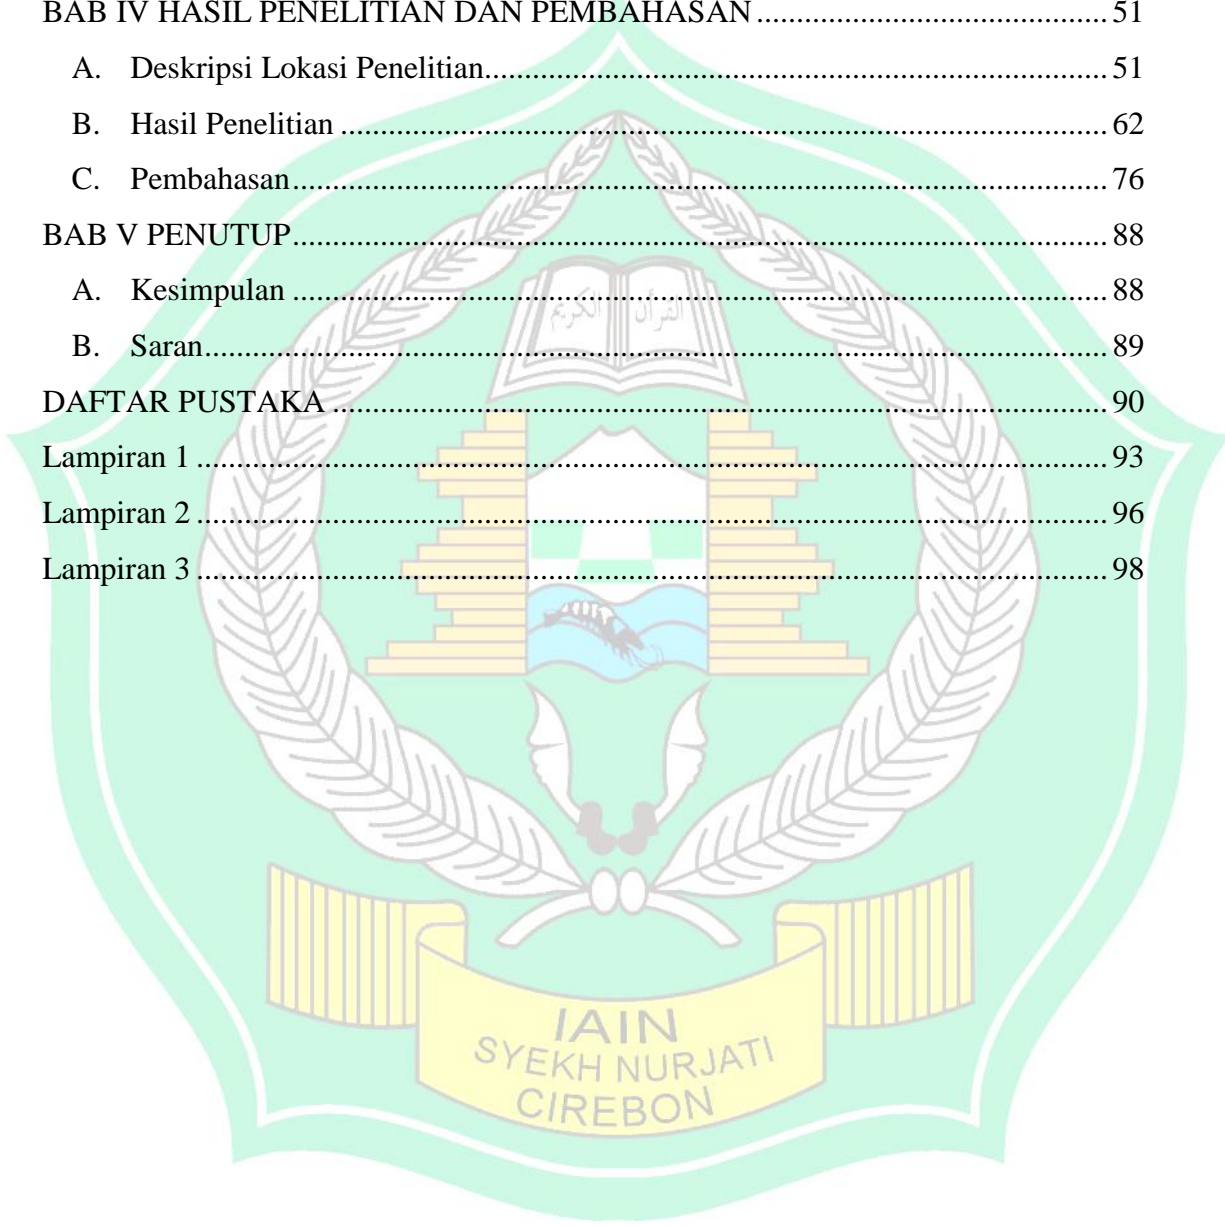 BAB IV HASIL PENELITIAN DAN PEMBAHASAN ............................................. 51
A. Deskripsi Lokasi Penelitian............................................................................... 51
B. Hasil Penelitian ................................................................................................. 62
C. Pembahasan....................................................................................................... 76
BAB V PENUTUP....................................................................................................... 88
A. Kesimpulan ....................................................................................................... 88
B. Saran.................................................................................................................. 89
DAFTAR PUSTAKA .................................................................................................. 90
Lampiran 1 ................................................................................................................... 93
Lampiran 2 ................................................................................................................... 96
Lampiran 3 ................................................................................................................... 98
القرآن الكريم
IAIN
SYEKH NURJATI
CIREBON